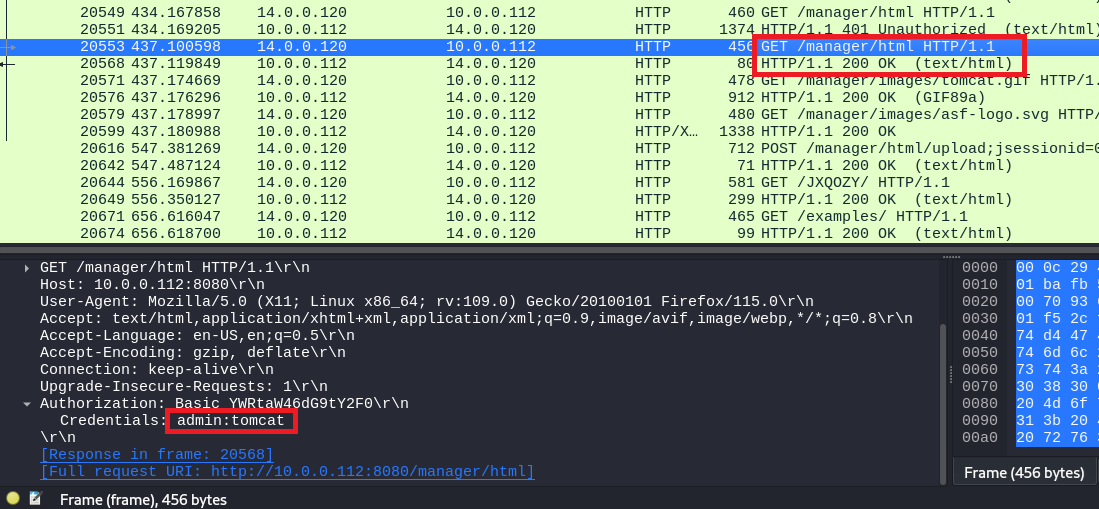 20549 434.167858 14.0.0.120 10.0.0.112 HTTP 460 GET /manager/html HTTP/1.1
20551 434.169205 10.0.0.112 14.0.0.120 HTTP 1374 HTTP/1.1 401 Unauthorized (text/html)
20553 437.100598 14.0.0.120 10.0.0.112 HTTP 456 GET /manager/html HTTP/1.1
20568 437.119849 10.0.0.112 14.0.0.120 HTTP 80 HTTP/1.1 200 OK (text/html)
20571 437.174669 14.0.0.120 10.0.0.112 HTTP 478 GET /manager/images/tomcat.gif HTTP/1.
20576 437.176296 10.0.0.112 14.0.0.120 HTTP 912 HTTP/1.1 200 OK (GIF89a)
20579 437.178997 14.0.0.120 10.0.0.112 HTTP 480 GET /manager/images/asf-logo.svg HTTP/
20599 437.180988 10.0.0.112 14.0.0.120 HTTP/X… 1338 HTTP/1.1 200 OK
20616 547.381269 14.0.0.120 10.0.0.112 HTTP 712 POST /manager/html/upload;jsessionid=
20642 547.487124 10.0.0.112 14.0.0.120 HTTP 71 HTTP/1.1 200 OK (text/html)
20644 556.169867 14.0.0.120 10.0.0.112 HTTP 581 GET /JXQOZY/ HTTP/1.1
20649 556.350127 10.0.0.112 14.0.0.120 HTTP 299 HTTP/1.1 200 OK (text/html)
20671 656.616047 14.0.0.120 10.0.0.112 HTTP 465 GET /examples/ HTTP/1.1
20674 656.618700 10.0.0.112 14.0.0.120 HTTP 99 HTTP/1.1 200 OK (text/html)
GET /manager/html HTTP/1.1\r\n
Host: 10.0.0.112:8080\r\n
User-Agent: Mozilla/5.0 (X11; Linux x86_64; rv:109.0) Gecko/20100101 Firefox/115.0\r\n
Accept: text/html,application/xhtml+xml,application/xml;q=0.9,image/avif,image/webp,*/*;q=0.8\r\n
Accept-Language: en-US,en;q=0.5\r\n
Accept-Encoding: gzip, deflate\r\n
Connection: keep-alive\r\n
Upgrade-Insecure-Requests: 1\r\n
Authorization: Basic YWRtaW46dG9tY2F0\r\n
Credentials: admin:tomcat
\r\n
[Response in frame: 20568]
[Full request URI: http://10.0.0.112:8080/manager/html]
0000 00 0c 29
0010 01 ba fb
0020 00 70 93
0030 01 f5 2c
0040 74 d4 47
0050 74 6d 6c
0060 73 74 3a
0070 30 38 30
0080 20 4d 6f
0090 31 3b 20
00a0 20 72 76
Frame (456 bytes)
Frame (frame), 456 bytes